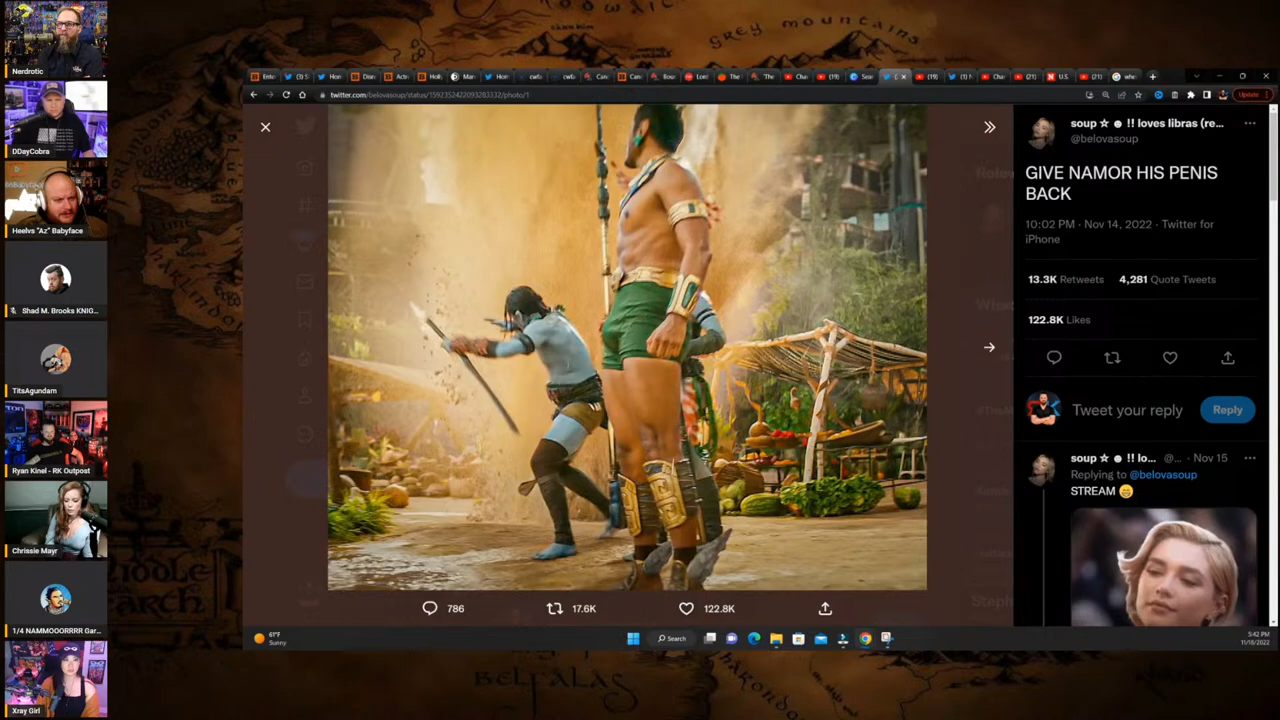 GREY MOUNTAINS
Nerdrotic
DDayCobra
Heelvs "Az" Babyface
Shad M. Brooks KNIG...
TitsAgundam
Ryan Kinel - RK Outpost
Chrissie Mayr
1/4 NAMMOOORRRR Gar...
Xray Girl
Update
twitter.com/belovasoup/status/1592352422093283332/photo/1
soup ☆ ☻ !! loves libras (re...
@belovasoup
GIVE NAMOR HIS PENIS
BACK
10:02 PM · Nov 14, 2022 · Twitter for
iPhone
13.3K Retweets 4,281 Quote Tweets
122.8K Likes
Tweet your reply Reply
soup ☆ ☻ !! lo... @... · Nov 15
Replying to @belovasoup
STREAM 😁
786 17.6K 122.8K
61°F
Sunny
Search
5:42 PM
11/18/2022
BELFALAS